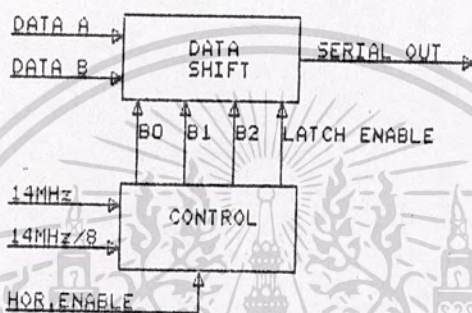 DATA A
DATA
SHIFT
SERIAL OUT
DATA B
B0 B1 B2 LATCH ENABLE
14MHz
CONTROL
14MHz/8
HOR.ENABLE